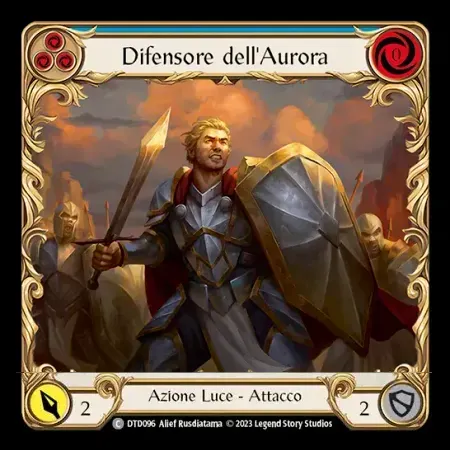 Difensore dell'Aurora
0
Azione Luce - Attacco
2
2
C DTD096 Alief Rusdiatama © 2023 Legend Story Studios